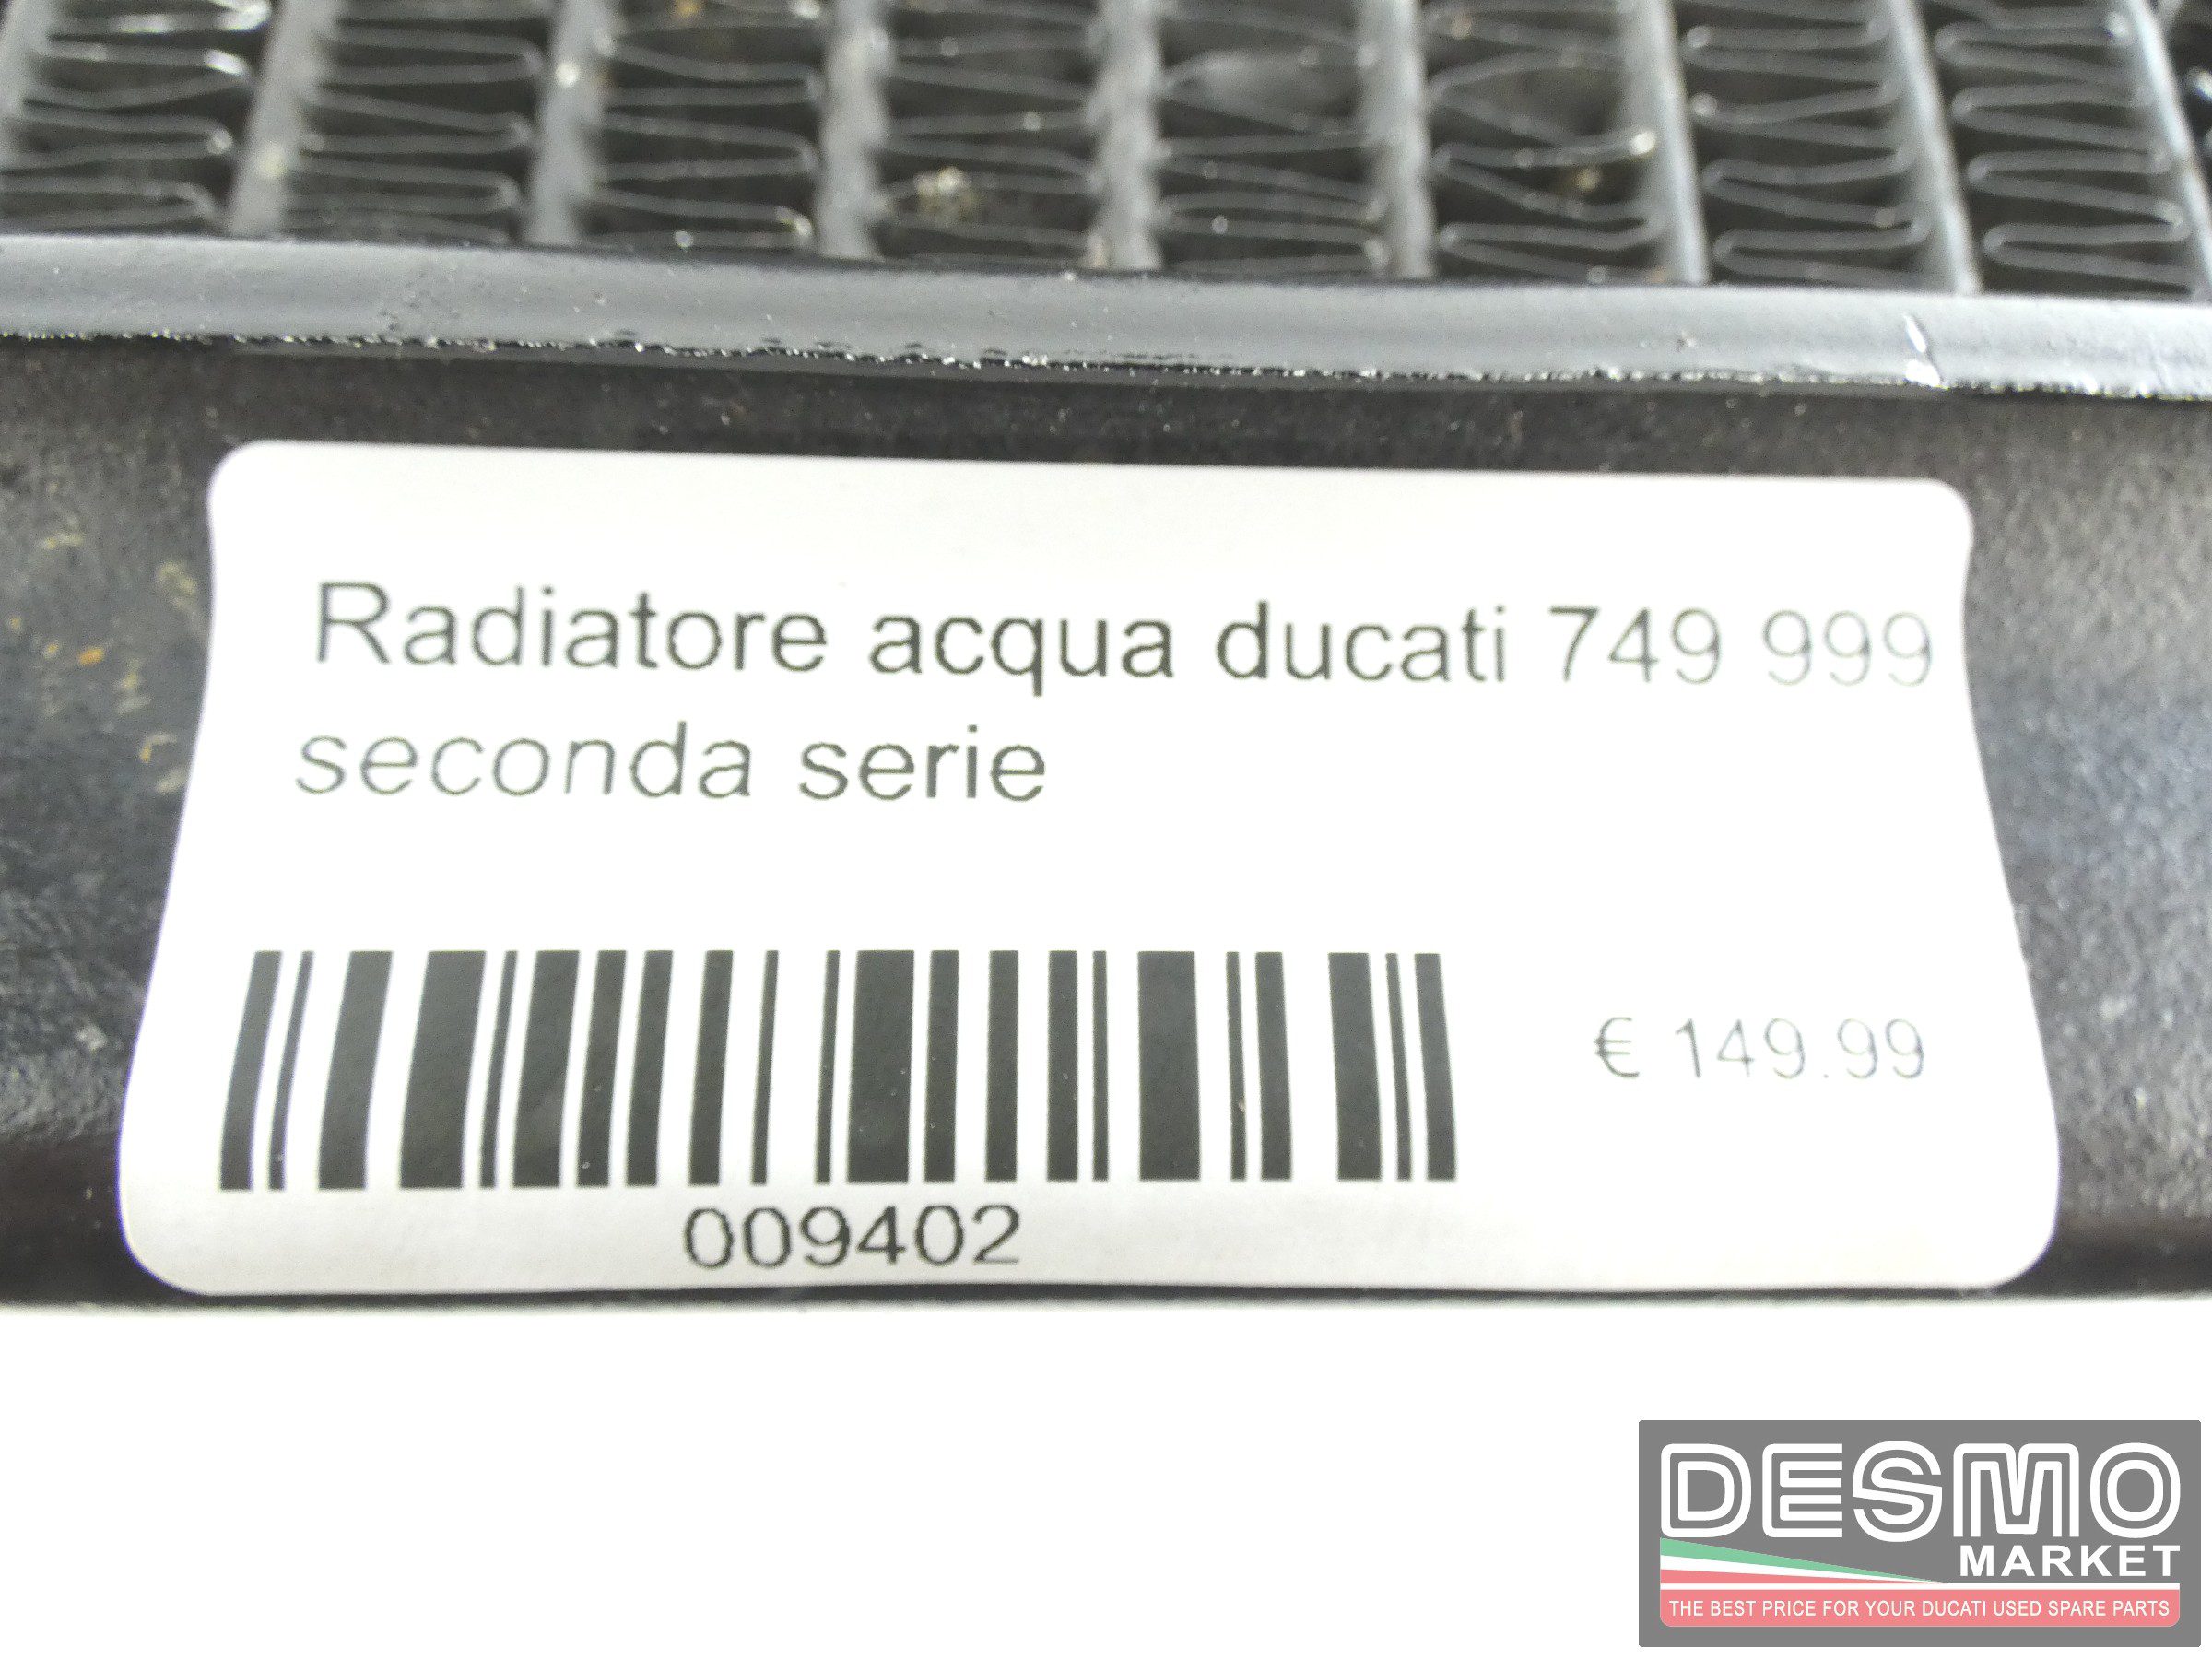 Radiatore acqua ducati 749 999
seconda serie
€ 149.99
009402
DESMO
MARKET
THE BEST PRICE FOR YOUR DUCATI USED SPARE PARTS